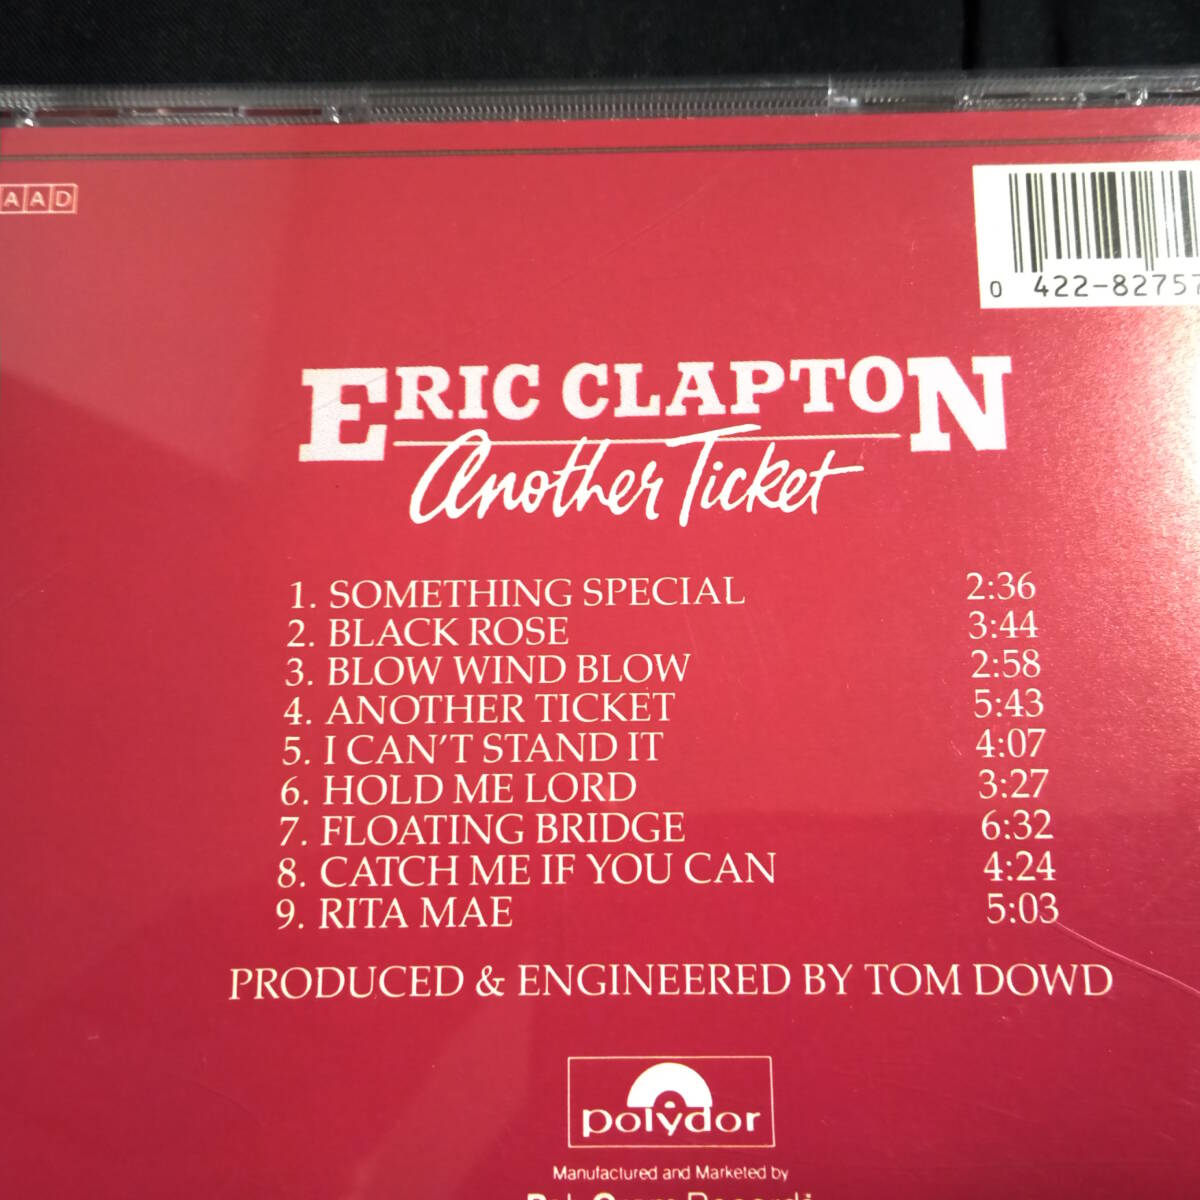 AAD
0 422-82757
ERIC CLAPTON
Another Ticket
1. SOMETHING SPECIAL 2:36
2. BLACK ROSE 3:44
3. BLOW WIND BLOW 2:58
4. ANOTHER TICKET 5:43
5. I CAN'T STAND IT 4:07
6. HOLD ME LORD 3:27
7. FLOATING BRIDGE 6:32
8. CATCH ME IF YOU CAN 4:24
9. RITA MAE 5:03
PRODUCED & ENGINEERED BY TOM DOWD
polydor
Manufactured and Marketed by